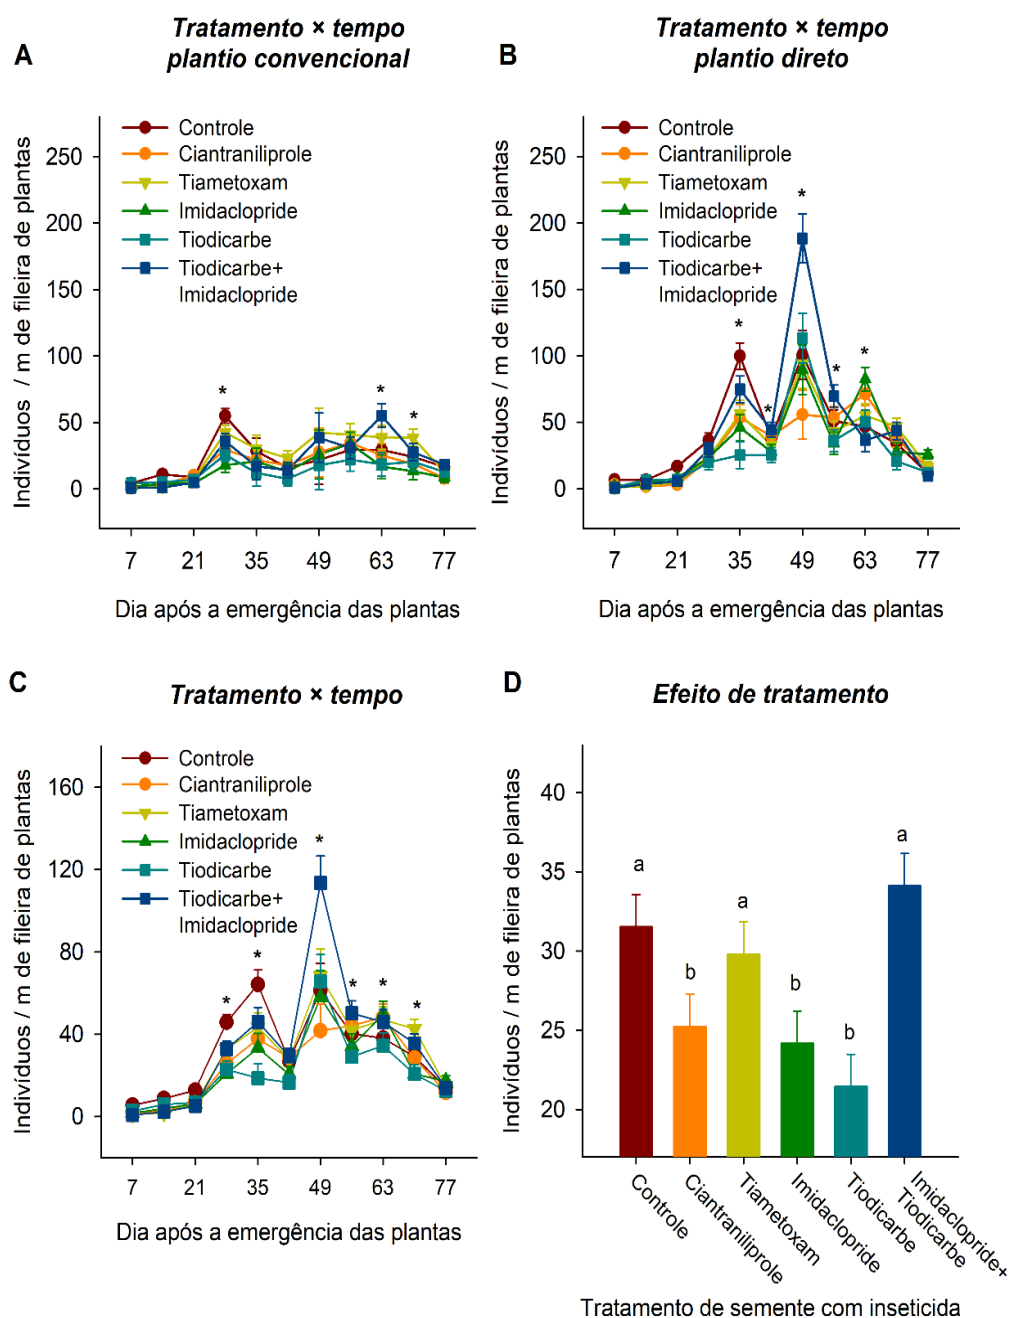 A
Tratamento × tempo
plantio convencional
Indivíduos / m de fileira de plantas
250
200
150
100
50
0
Controle
Ciantraniliprole
Tiametoxam
Imidaclopride
Tiodicarbe
Tiodicarbe+
Imidaclopride
*
*
*
7
21
35
49
63
77
Dia após a emergência das plantas
B
Tratamento × tempo
plantio direto
Indivíduos / m de fileira de plantas
250
200
150
100
50
0
Controle
Ciantraniliprole
Tiametoxam
Imidaclopride
Tiodicarbe
Tiodicarbe+
Imidaclopride
*
*
*
*
*
7
21
35
49
63
77
Dia após a emergência das plantas
C
Tratamento × tempo
Indivíduos / m de fileira de plantas
160
120
80
40
0
Controle
Ciantraniliprole
Tiametoxam
Imidaclopride
Tiodicarbe
Tiodicarbe+
Imidaclopride
*
*
*
*
*
*
7
21
35
49
63
77
Dia após a emergência das plantas
D
Efeito de tratamento
Indivíduos / m de fileira de plantas
40
35
30
25
20
a
b
a
b
b
a
Controle
Ciantraniliprole
Tiametoxam
Imidaclopride
Tiodicarbe
Imidaclopride+
Tiodicarbe
Tratamento de semente com inseticida